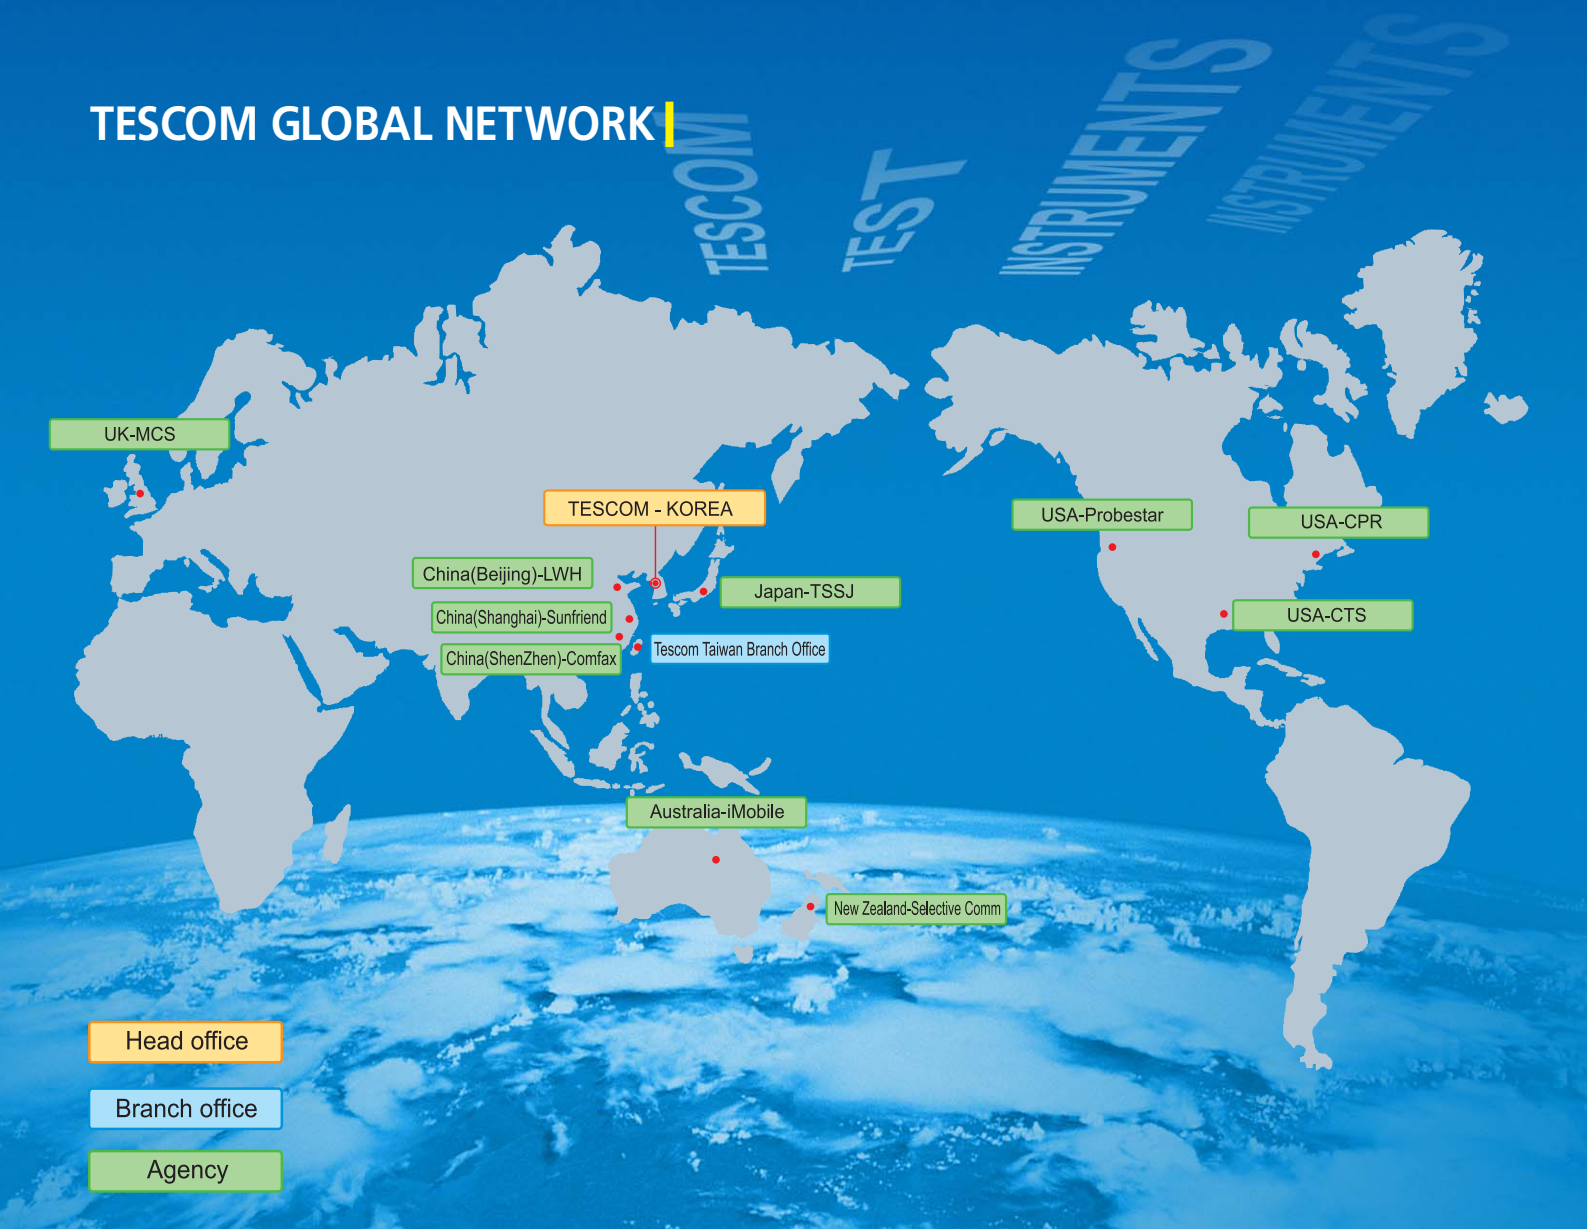 TESCOM GLOBAL NETWORK
TESCOM
TEST
INSTRUMENTS
INSTRUMENTS
UK-MCS
TESCOM - KOREA
USA-Probestar
USA-CPR
China(Beijing)-LWH
Japan-TSSJ
China(Shanghai)-Sunfriend
USA-CTS
China(ShenZhen)-Comfax
Tescom Taiwan Branch Office
Australia-iMobile
New Zealand-Selective Comm
Head office
Branch office
Agency